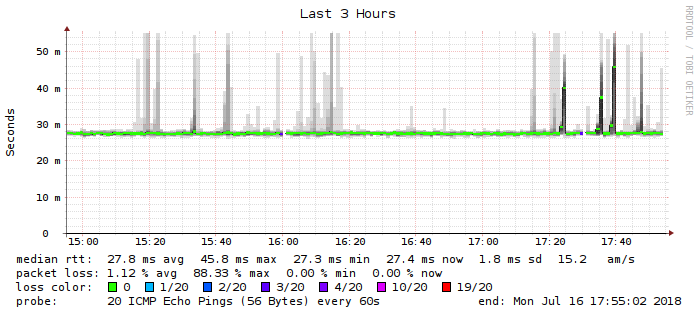 Last 3 Hours
RRDTOOL / TOBI OETIKER
Seconds
50 m
40 m
30 m
20 m
10 m
0
15:00 15:20 15:40 16:00 16:20 16:40 17:00 17:20 17:40
median rtt: 27.8 ms avg 45.8 ms max 27.3 ms min 27.4 ms now 1.8 ms sd 15.2 am/s
packet loss: 1.12 % avg 88.33 % max 0.00 % min 0.00 % now
loss color: 0 1/20 2/20 3/20 4/20 10/20 19/20
probe: 20 ICMP Echo Pings (56 Bytes) every 60s end: Mon Jul 16 17:55:02 2018